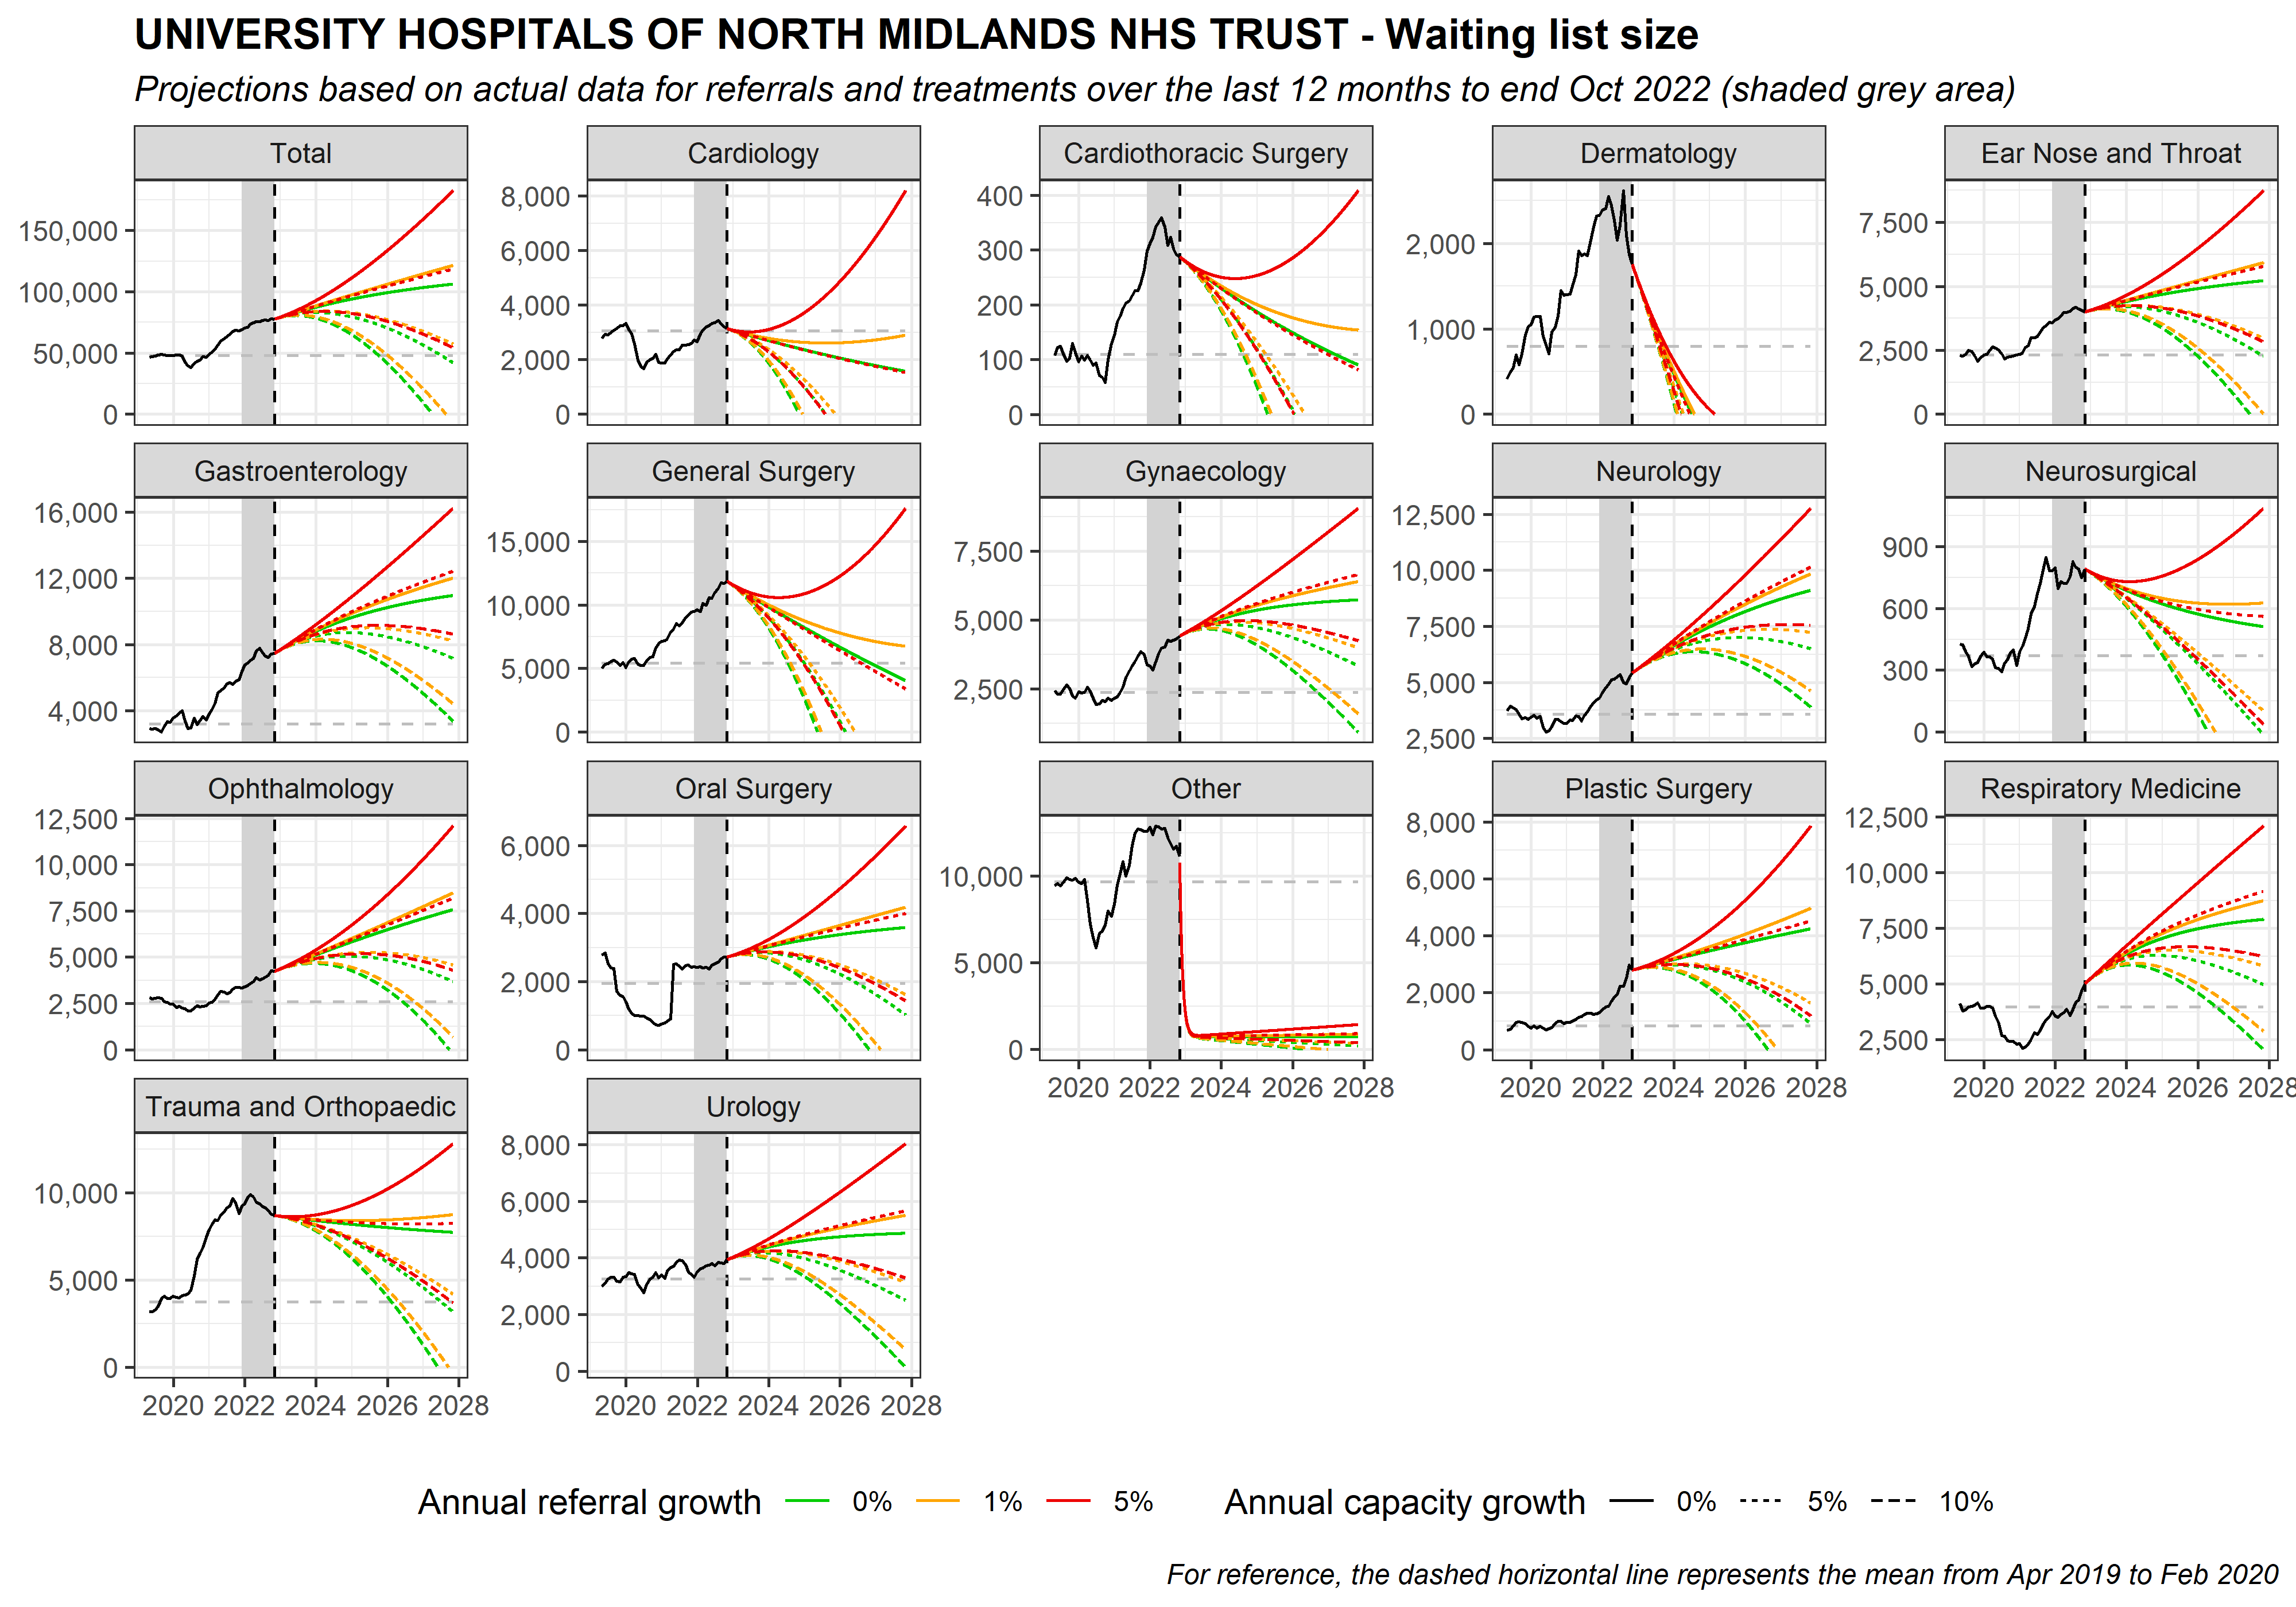 UNIVERSITY HOSPITALS OF NORTH MIDLANDS NHS TRUST - Waiting list size
Projections based on actual data for referrals and treatments over the last 12 months to end Oct 2022 (shaded grey area)
Total
150,000
100,000
50,000
0
Cardiology
8,000
6,000
4,000
2,000
0
Cardiothoracic Surgery
400
300
200
100
0
Dermatology
2,000
1,000
0
Ear Nose and Throat
7,500
5,000
2,500
0
Gastroenterology
16,000
12,000
8,000
4,000
General Surgery
15,000
10,000
5,000
0
Gynaecology
7,500
5,000
2,500
Neurology
12,500
10,000
7,500
5,000
2,500
Neurosurgical
900
600
300
0
Ophthalmology
12,500
10,000
7,500
5,000
2,500
0
Oral Surgery
6,000
4,000
2,000
0
Other
10,000
5,000
0
2020 2022 2024 2026 2028
Plastic Surgery
8,000
6,000
4,000
2,000
0
2020 2022 2024 2026 2028
Respiratory Medicine
12,500
10,000
7,500
5,000
2,500
2020 2022 2024 2026 2028
Trauma and Orthopaedic
10,000
5,000
0
2020 2022 2024 2026 2028
Urology
8,000
6,000
4,000
2,000
0
2020 2022 2024 2026 2028
Annual referral growth 0% 1% 5% Annual capacity growth 0% 5% 10%
For reference, the dashed horizontal line represents the mean from Apr 2019 to Feb 2020